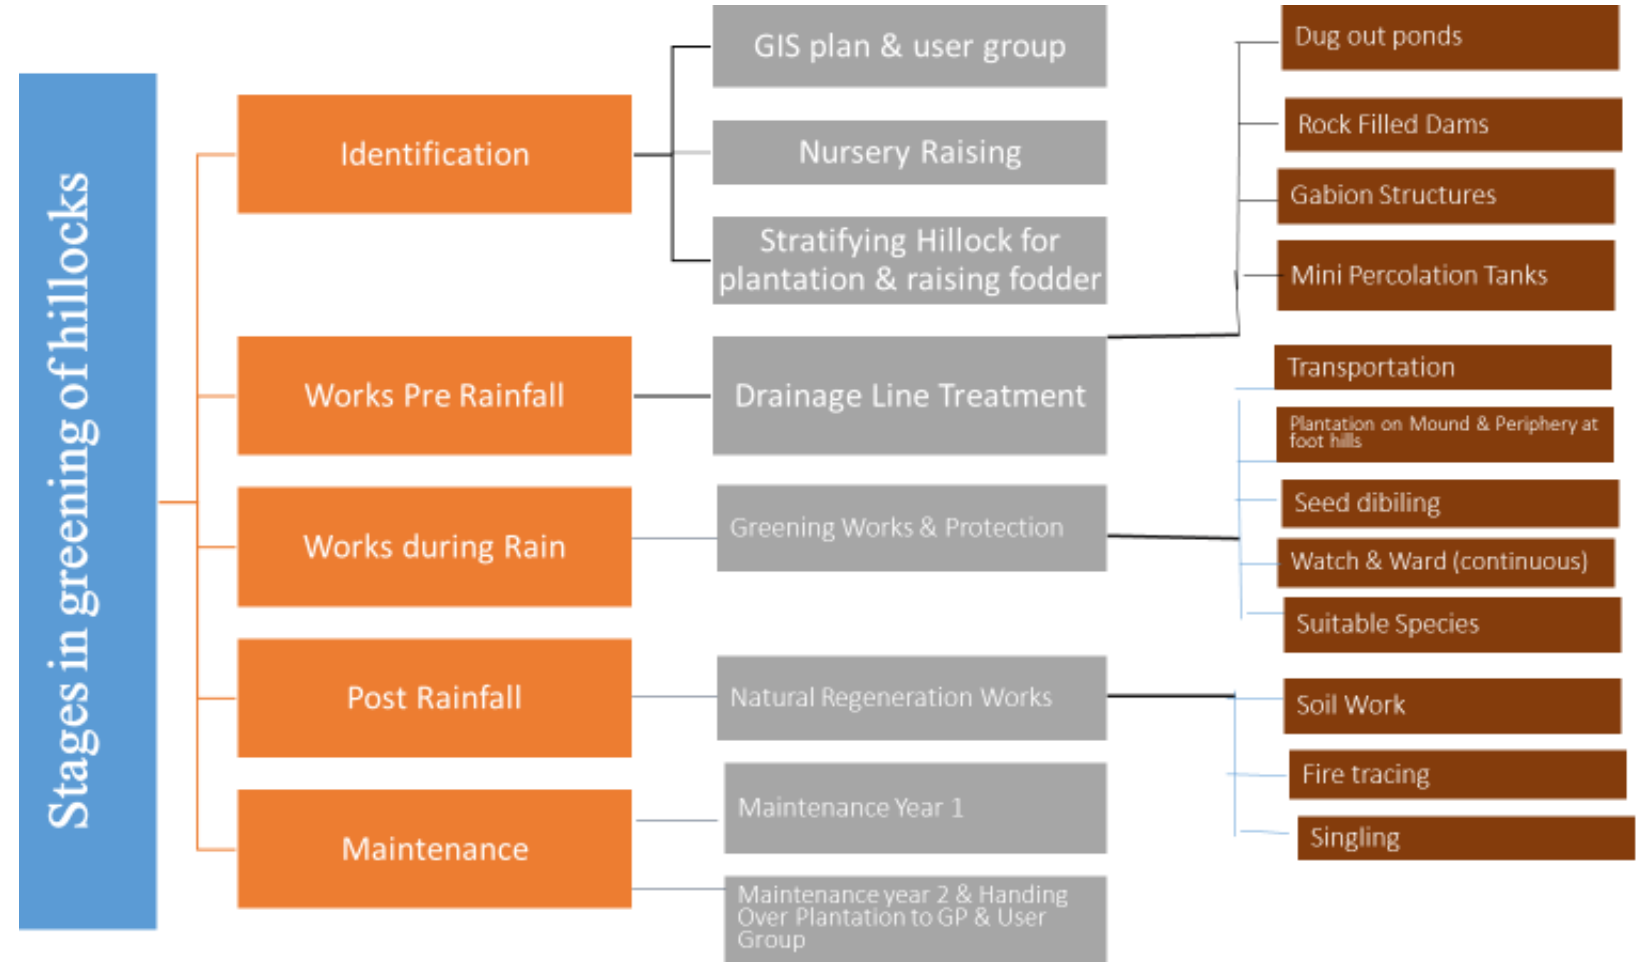 Stages in greening of hillocks
Identification
GIS plan & user group
Nursery Raising
Stratifying Hillock for
plantation & raising fodder
Works Pre Rainfall
Drainage Line Treatment
Dug out ponds
Rock Filled Dams
Gabion Structures
Mini Percolation Tanks
Works during Rain
Greening Works & Protection
Transportation
Plantation on Mound & Periphery at
foot hills
Seed dibiling
Watch & Ward (continuous)
Suitable Species
Post Rainfall
Natural Regeneration Works
Soil Work
Fire tracing
Singling
Maintenance
Maintenance Year 1
Maintenance year 2 & Handing
Over Plantation to GP & User
Group